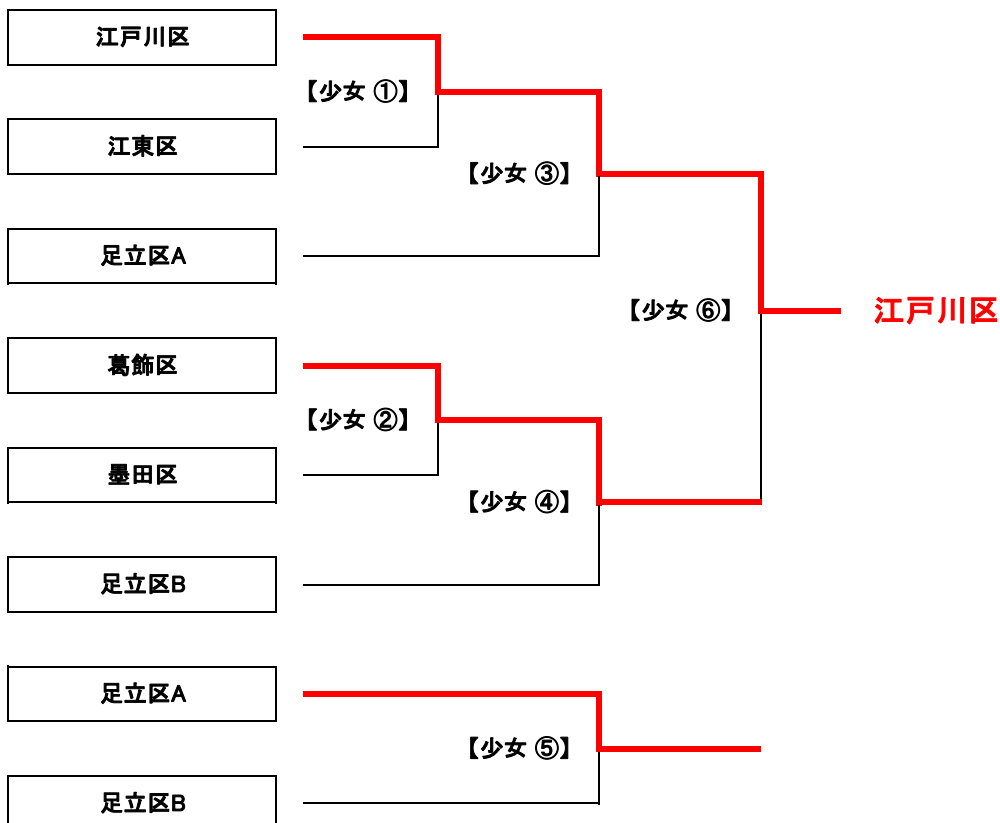 江戸川区
【少女 ①】
江東区
【少女 ③】
足立区A
【少女 ⑥】
江戸川区
葛飾区
【少女 ②】
墨田区
【少女 ④】
足立区B
足立区A
【少女 ⑤】
足立区B